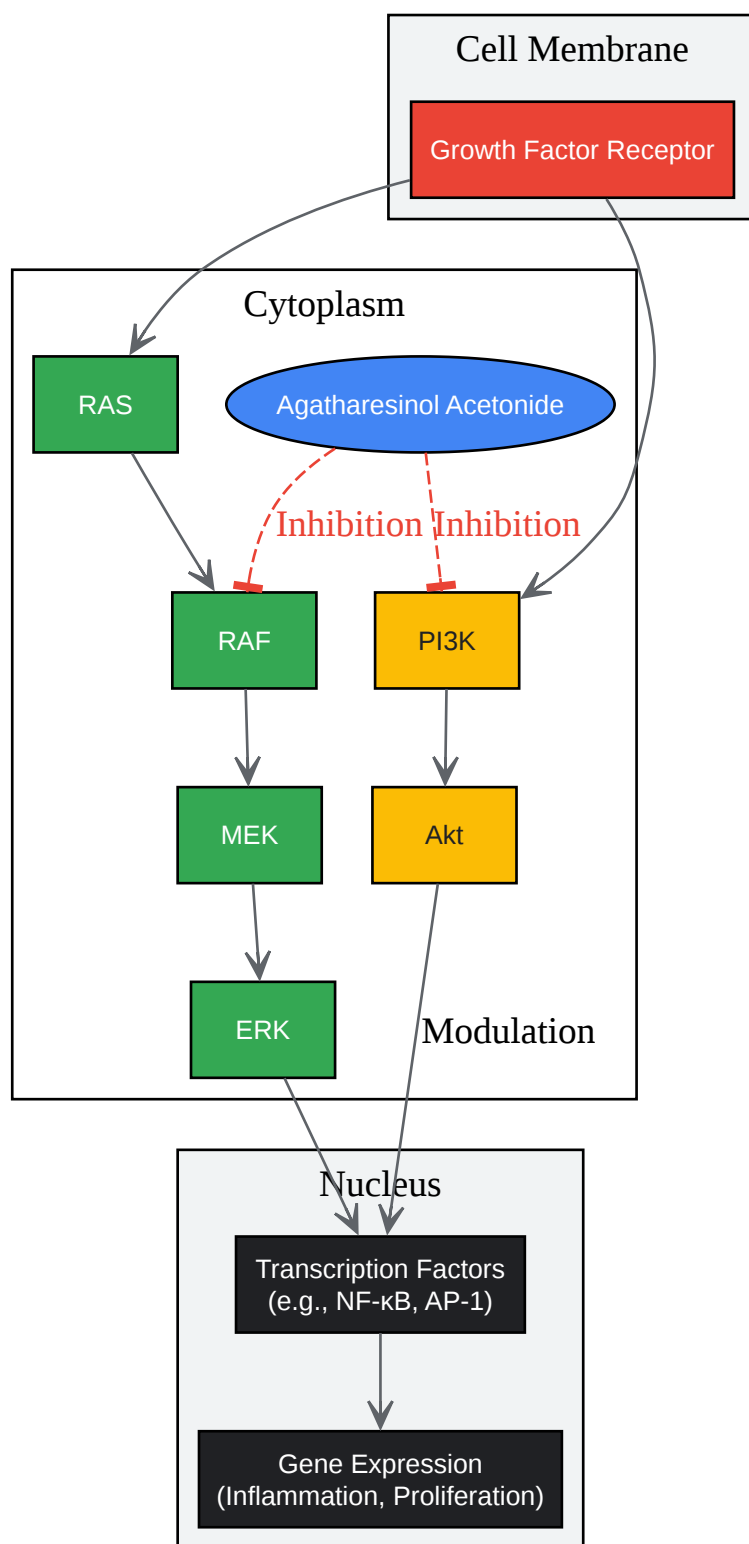 Cell Membrane
Growth Factor Receptor
Cytoplasm
RAS
Agatharesinol Acetonide
Inhibition
Inhibition
RAF
PI3K
MEK
Akt
ERK
Modulation
Nucleus
Transcription Factors
(e.g., NF-κB, AP-1)
Gene Expression
(Inflammation, Proliferation)